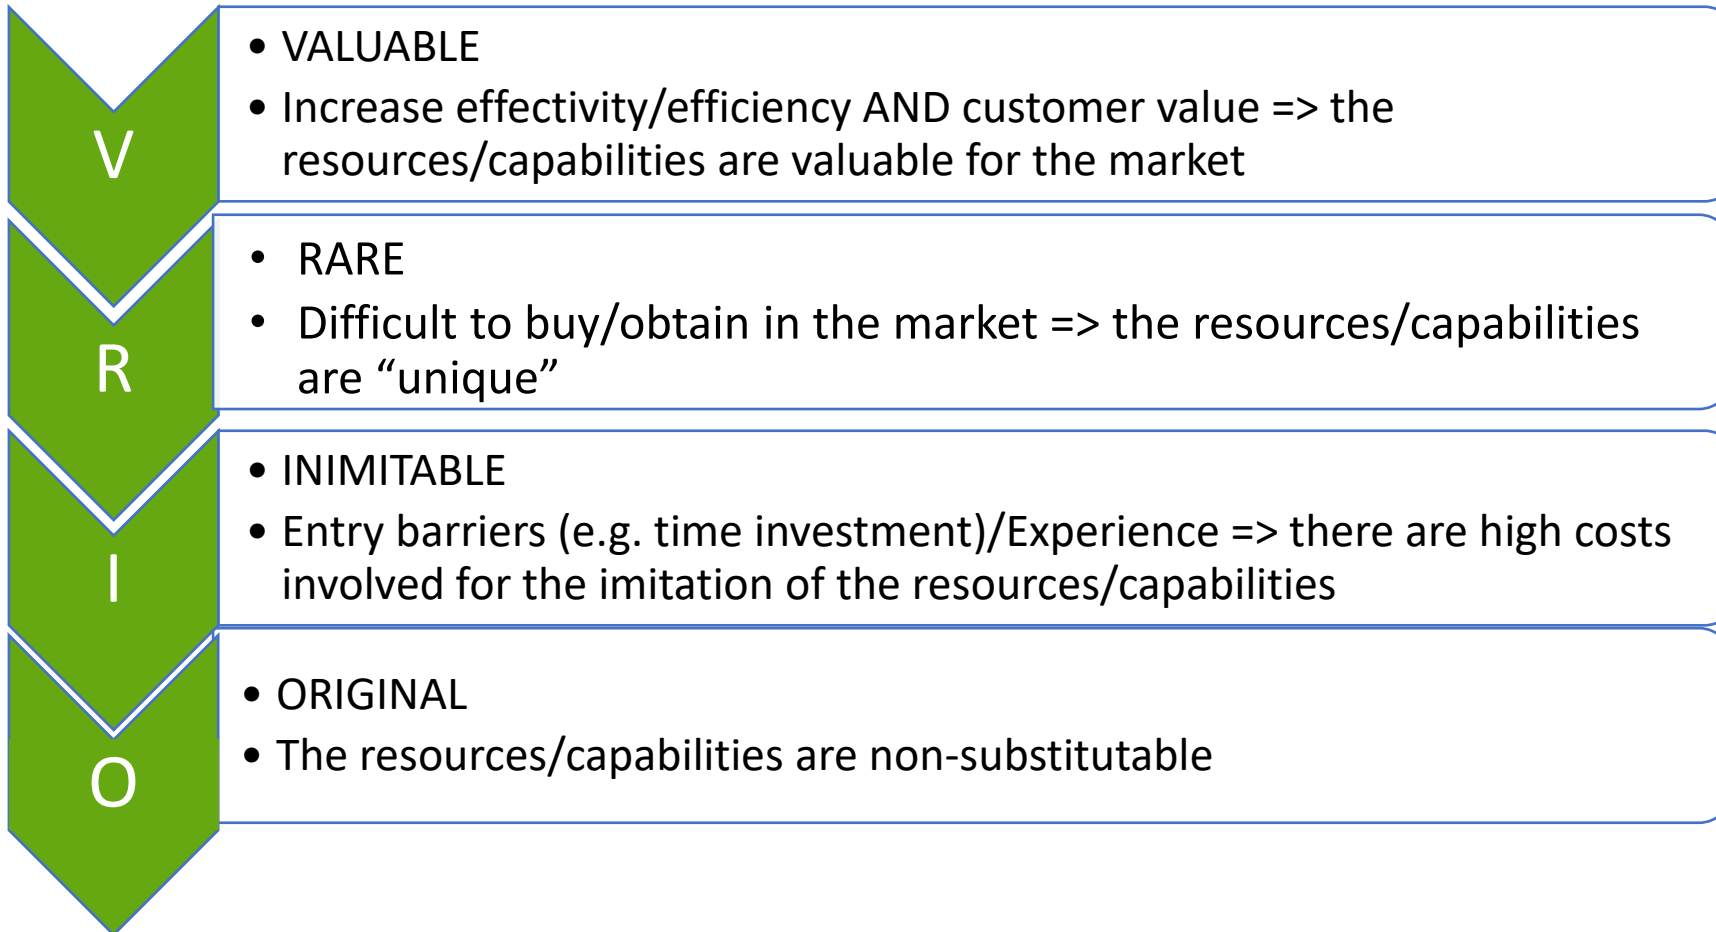 V
• VALUABLE
• Increase effectivity/efficiency AND customer value => the
resources/capabilities are valuable for the market
R
• RARE
• Difficult to buy/obtain in the market => the resources/capabilities
are “unique”
I
• INIMITABLE
• Entry barriers (e.g. time investment)/Experience => there are high costs
involved for the imitation of the resources/capabilities
O
• ORIGINAL
• The resources/capabilities are non-substitutable